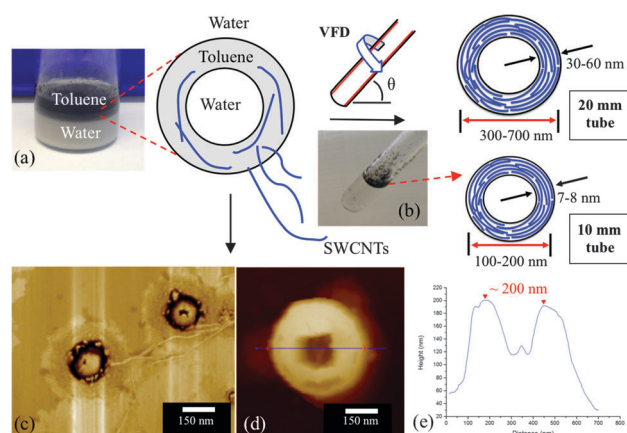 Water
VFD
Toluene
Water
θ
30-60 nm
300-700 nm
20 mm
tube
Toluene
Water
(a)
(b)
7-8 nm
100-200 nm
10 mm
tube
SWCNTs
~ 200 nm
220
200
180
160
140
120
100
80
60
40
20
0
Height (nm)
0 100 200 300 400 500 600 700 800
Distance (nm)
(c)
150 nm
(d)
150 nm
(e)